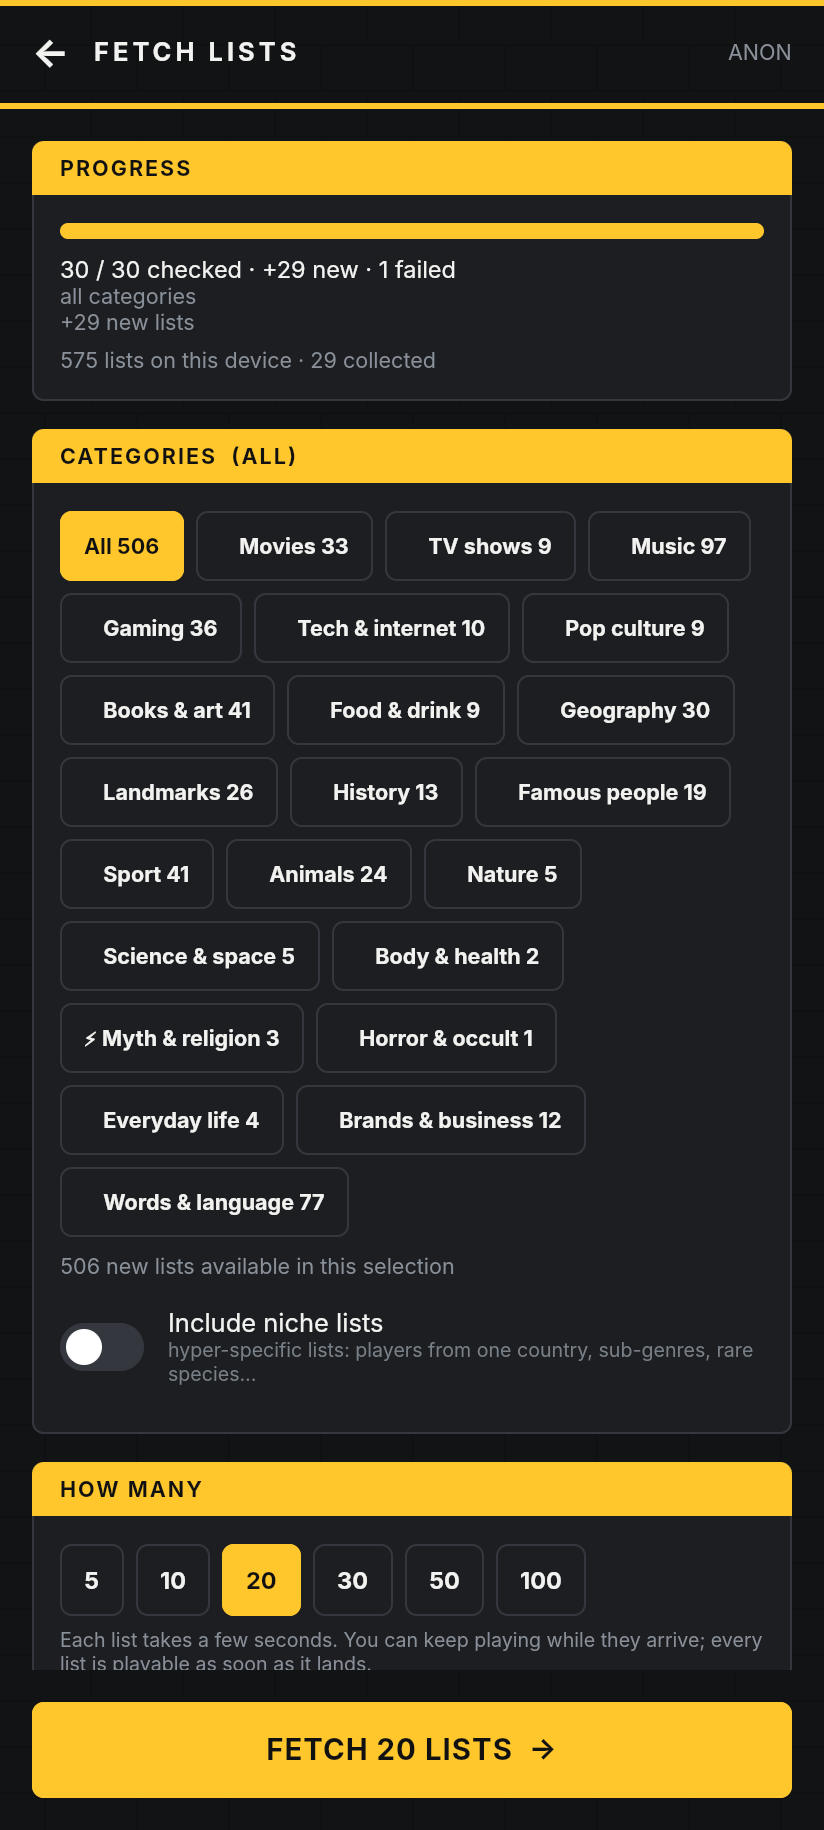 ← FETCH LISTS ANON
PROGRESS
30 / 30 checked · +29 new · 1 failed
all categories
+29 new lists
575 lists on this device · 29 collected
CATEGORIES (ALL)
All 506 Movies 33 TV shows 9 Music 97
Gaming 36 Tech & internet 10 Pop culture 9
Books & art 41 Food & drink 9 Geography 30
Landmarks 26 History 13 Famous people 19
Sport 41 Animals 24 Nature 5
Science & space 5 Body & health 2
⚡ Myth & religion 3 Horror & occult 1
Everyday life 4 Brands & business 12
Words & language 77
506 new lists available in this selection
Include niche lists
hyper-specific lists: players from one country, sub-genres, rare
species...
HOW MANY
5 10 20 30 50 100
Each list takes a few seconds. You can keep playing while they arrive; every
list is playable as soon as it lands.
FETCH 20 LISTS →